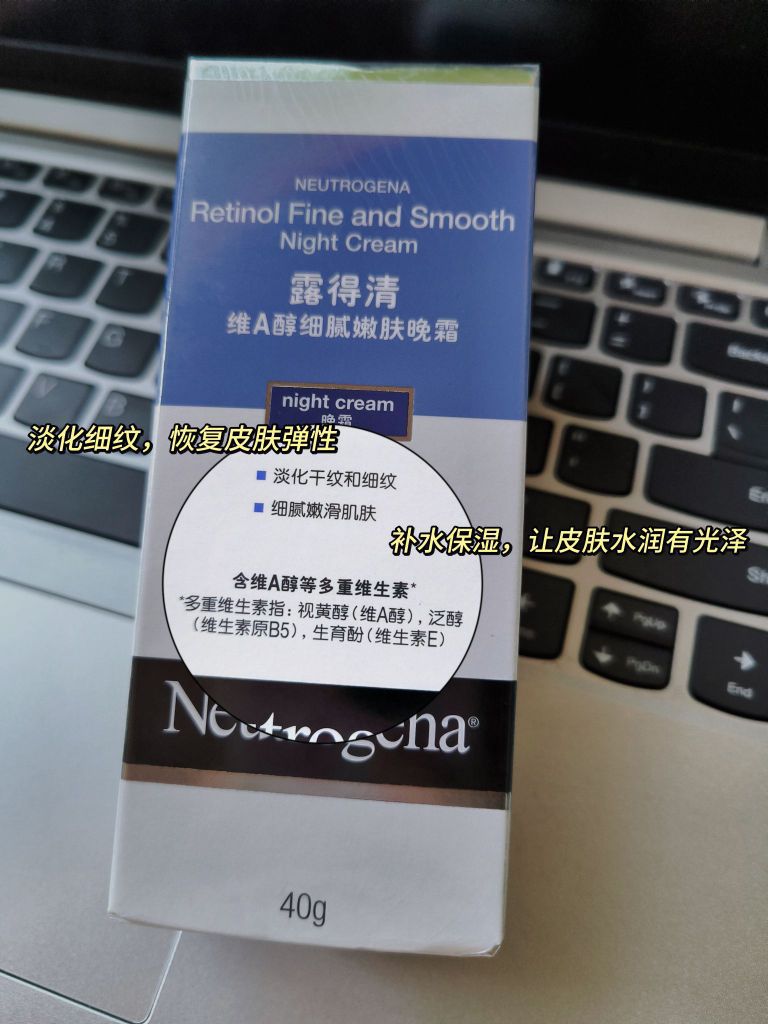 NEUTROGENA
Retinol Fine and Smooth
Night Cream
露得清
维A醇细腻嫩肤晚霜
night cream
晚霜
淡化细纹，恢复皮肤弹性
淡化干纹和细纹
细腻嫩滑肌肤
补水保湿，让皮肤水润有光泽
含维A醇等多重维生素*
*多重维生素指：视黄醇（维A醇），泛醇
（维生素原B5），生育酚（维生素E）
Neutrogena®
40g
PgUp
PgDn
End